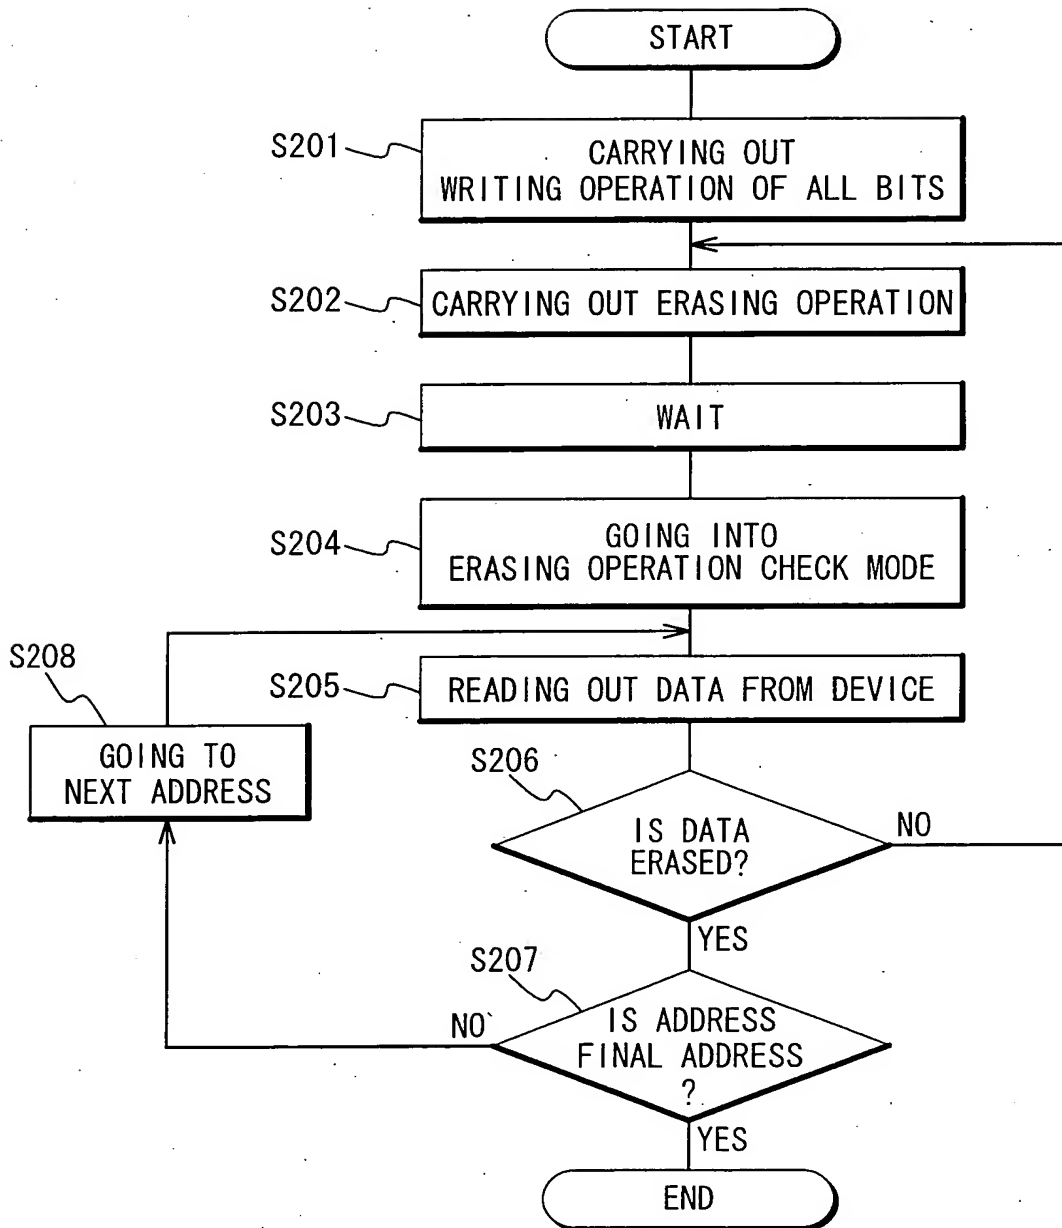 START
S201
CARRYING OUT
WRITING OPERATION OF ALL BITS
S202
CARRYING OUT ERASING OPERATION
S203
WAIT
S204
GOING INTO
ERASING OPERATION CHECK MODE
S208
GOING TO
NEXT ADDRESS
S205
READING OUT DATA FROM DEVICE
S206
IS DATA
ERASED?
NO
YES
S207
IS ADDRESS
FINAL ADDRESS
?
NO
YES
END